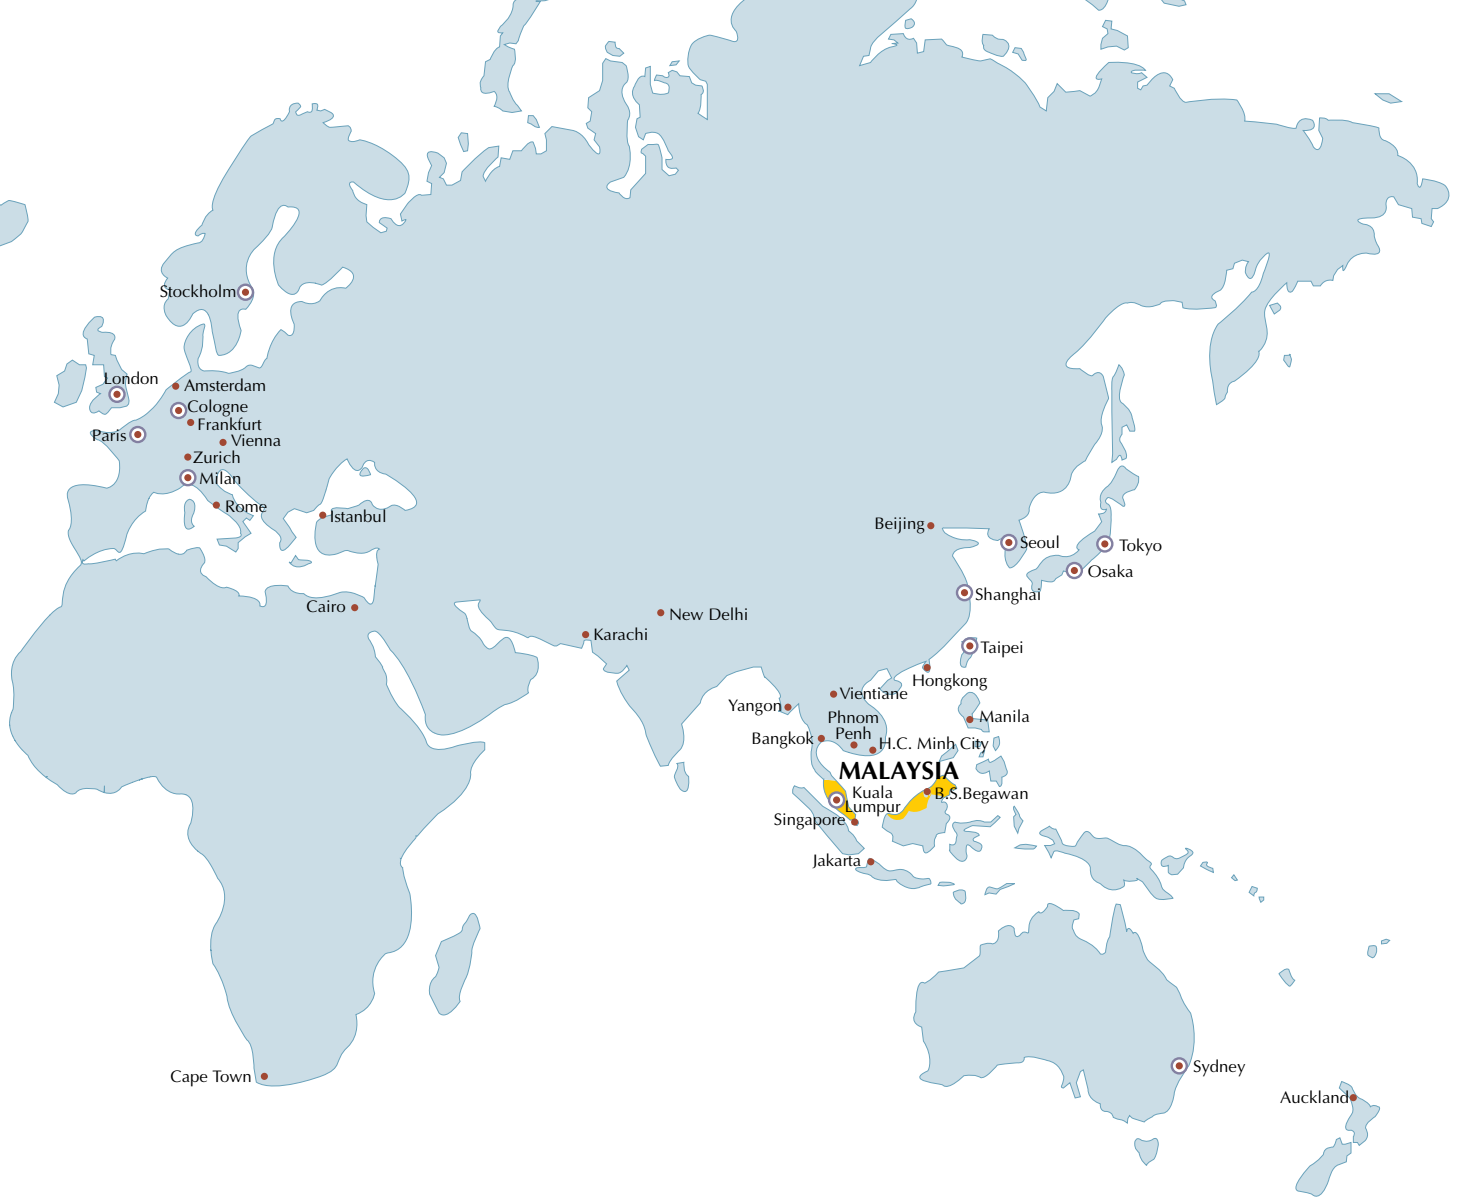 Stockholm
London
Amsterdam
Cologne
Frankfurt
Paris
Vienna
Zurich
Milan
Rome
Istanbul
Beijing
Seoul
Tokyo
Osaka
Shanghai
Cairo
New Delhi
Karachi
Taipei
Hongkong
Vientiane
Yangon
Phnom
Penh
Manila
Bangkok
H.C. Minh City
MALAYSIA
Kuala
Lumpur
B.S.Begawan
Singapore
Jakarta
Cape Town
Sydney
Auckland